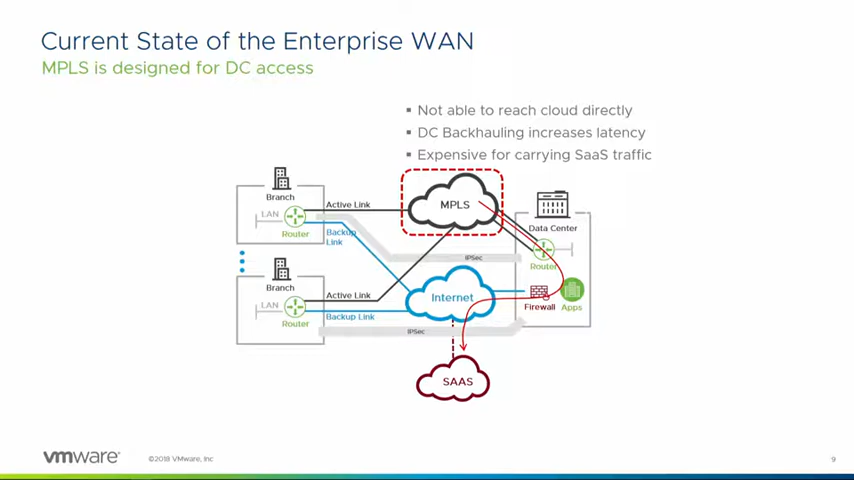 Current State of the Enterprise WAN
MPLS is designed for DC access
▪ Not able to reach cloud directly
▪ DC Backhauling increases latency
▪ Expensive for carrying SaaS traffic
Branch
LAN
Router
Active Link
Backup
Link
MPLS
Data Center
Router
IPSec
Branch
LAN
Router
Active Link
Backup Link
Internet
Firewall
Apps
IPSec
SAAS
vmware
©2018 VMware, Inc
9